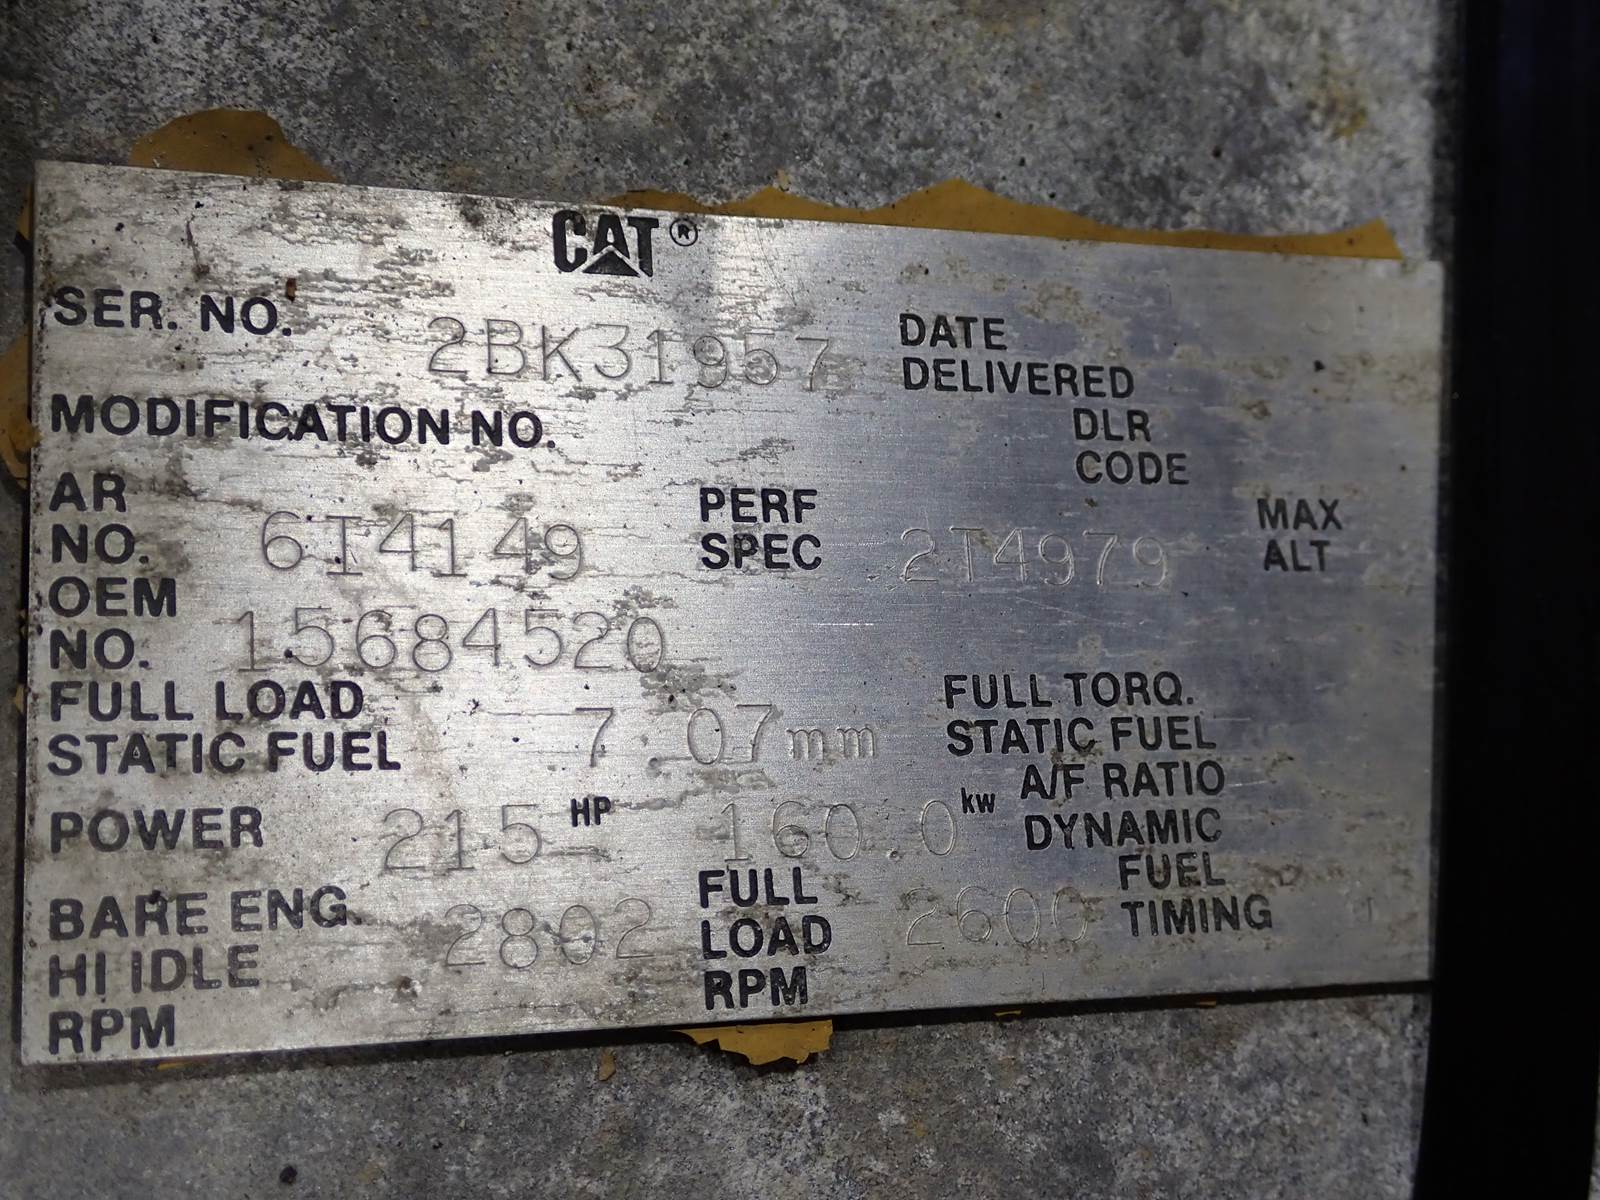 CAT®
SER. NO. 2BK31957 DATE DELIVERED
MODIFICATION NO. DLR CODE
AR NO. 6T4149 PERF SPEC 2T4979 MAX ALT
OEM NO. 15684520
FULL LOAD STATIC FUEL 7.07mm FULL TORQ. STATIC FUEL
A/F RATIO DYNAMIC
POWER 215 HP 160.0 kw
FUEL TIMING
BARE ENG. HI IDLE RPM 2802 FULL LOAD RPM 2600